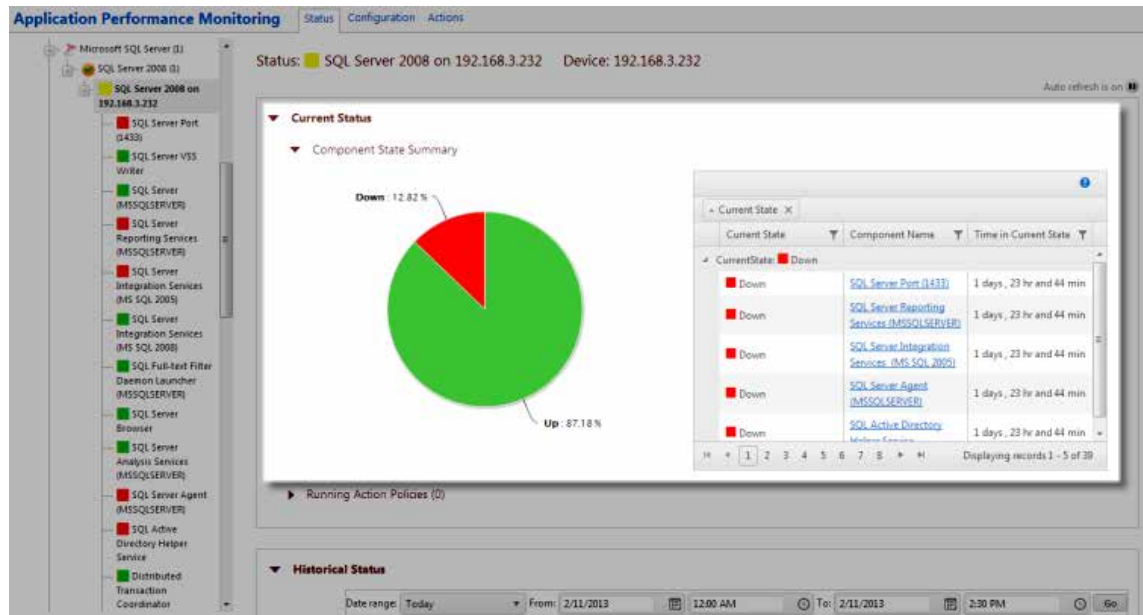 Application Performance Monitoring Status Configuration Actions
Microsoft SQL Server (1)
SQL Server 2008 (1)
SQL Server 2008 on
192.168.3.232
SQL Server Port
(1433)
SQL Server VSS
Writer
SQL Server
(MSSQLSERVER)
SQL Server
Reporting Services
(MSSQLSERVER)
SQL Server
Integration Services
(MS SQL 2005)
SQL Server
Integration Services
(MS SQL 2008)
SQL Full-text Filter
Daemon Launcher
(MSSQLSERVER)
SQL Server
Browser
SQL Server
Analysis Services
(MSSQLSERVER)
SQL Server Agent
(MSSQLSERVER)
SQL Active
Directory Helper
Service
Distributed
Transaction
Coordinator
Status: SQL Server 2008 on 192.168.3.232 Device: 192.168.3.232
Auto refresh is on
Current Status
Component State Summary
Down : 12.82 %
Up : 87.18 %
Current State X
Current State Component Name Time in Current State
CurrentState: Down
Down SQL Server Port (1433) 1 days , 23 hr and 44 min
SQL Server Reporting
Down Services (MSSQLSERVER) 1 days , 23 hr and 44 min
SQL Server Integration
Down Services (MS SQL 2005) 1 days , 23 hr and 44 min
SQL Server Agent
Down (MSSQLSERVER) 1 days , 23 hr and 44 min
SQL Active Directory
Down Helper Service 1 days , 23 hr and 44 min
1 2 3 4 5 6 7 8 Displaying records 1 - 5 of 39
Running Action Policies (0)
Historical Status
Date range: Today From: 2/11/2013 12:00 AM To: 2/11/2013 2:30 PM Go